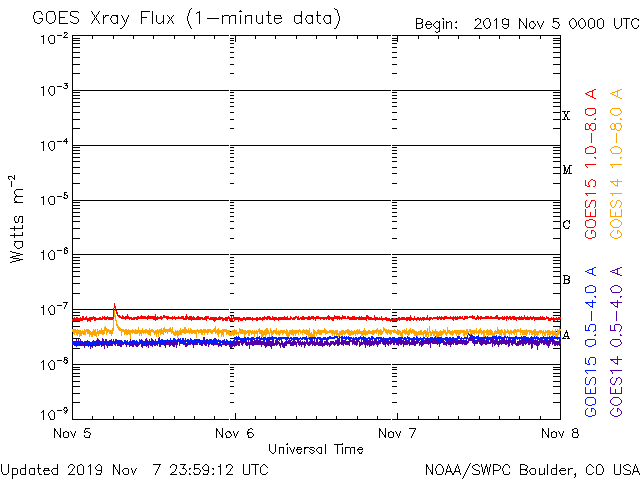 GOES Xray Flux (1-minute data)
Begin: 2019 Nov 5 0000 UTC
10⁻²
10⁻³
10⁻⁴
10⁻⁵
10⁻⁶
10⁻⁷
10⁻⁸
10⁻⁹
Watts m⁻²
X
M
C
B
A
GOES15 1.0-8.0 A
GOES14 1.0-8.0 A
GOES15 0.5-4.0 A
GOES14 0.5-4.0 A
Nov 5 Nov 6 Nov 7 Nov 8
Universal Time
Updated 2019 Nov 7 23:59:12 UTC
NOAA/SWPC Boulder, CO USA